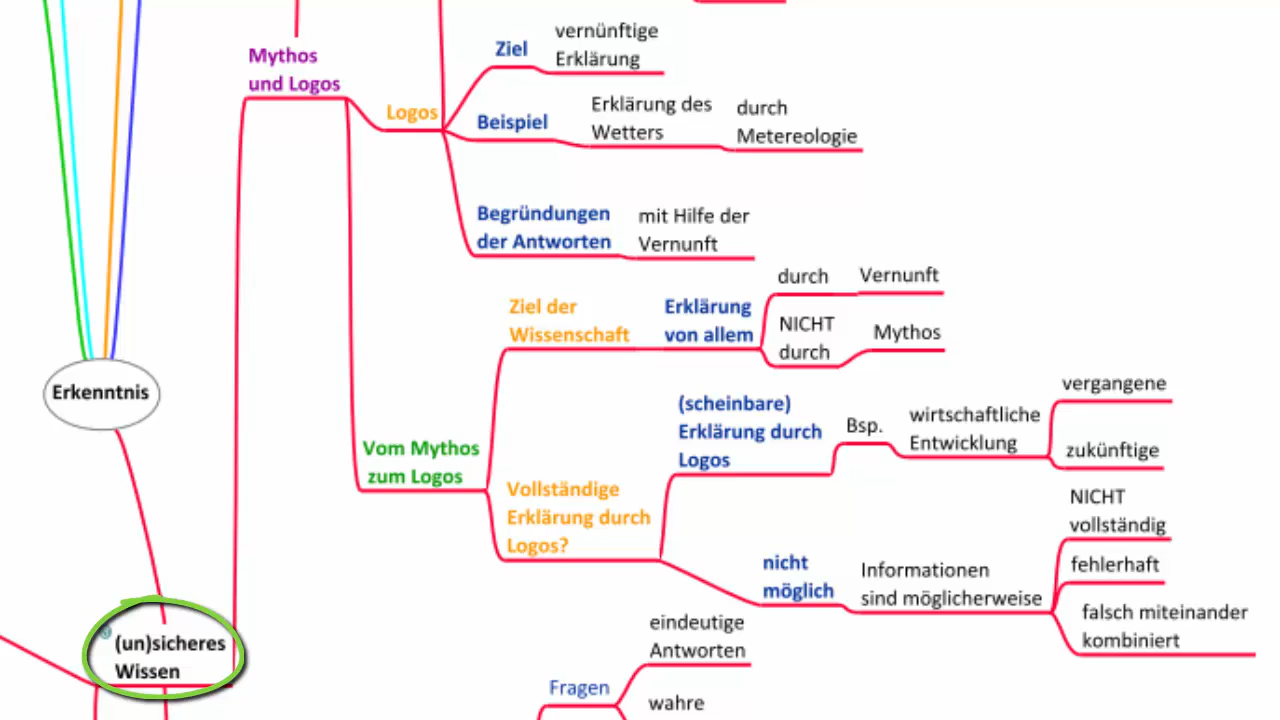 Mythos
und Logos
Logos
Ziel
vernünftige
Erklärung
Beispiel
Erklärung des
Wetters
durch
Metereologie
Begründungen
der Antworten
mit Hilfe der
Vernunft
Vom Mythos
zum Logos
Ziel der
Wissenschaft
Erklärung
von allem
durch
Vernunft
NICHT
durch
Mythos
Vollständige
Erklärung durch
Logos?
(scheinbare)
Erklärung durch
Logos
Bsp.
wirtschaftliche
Entwicklung
vergangene
zukünftige
nicht
möglich
Informationen
sind möglicherweise
NICHT
vollständig
fehlerhaft
falsch miteinander
kombiniert
Erkenntnis
(un)sicheres
Wissen
Fragen
eindeutige
Antworten
wahre